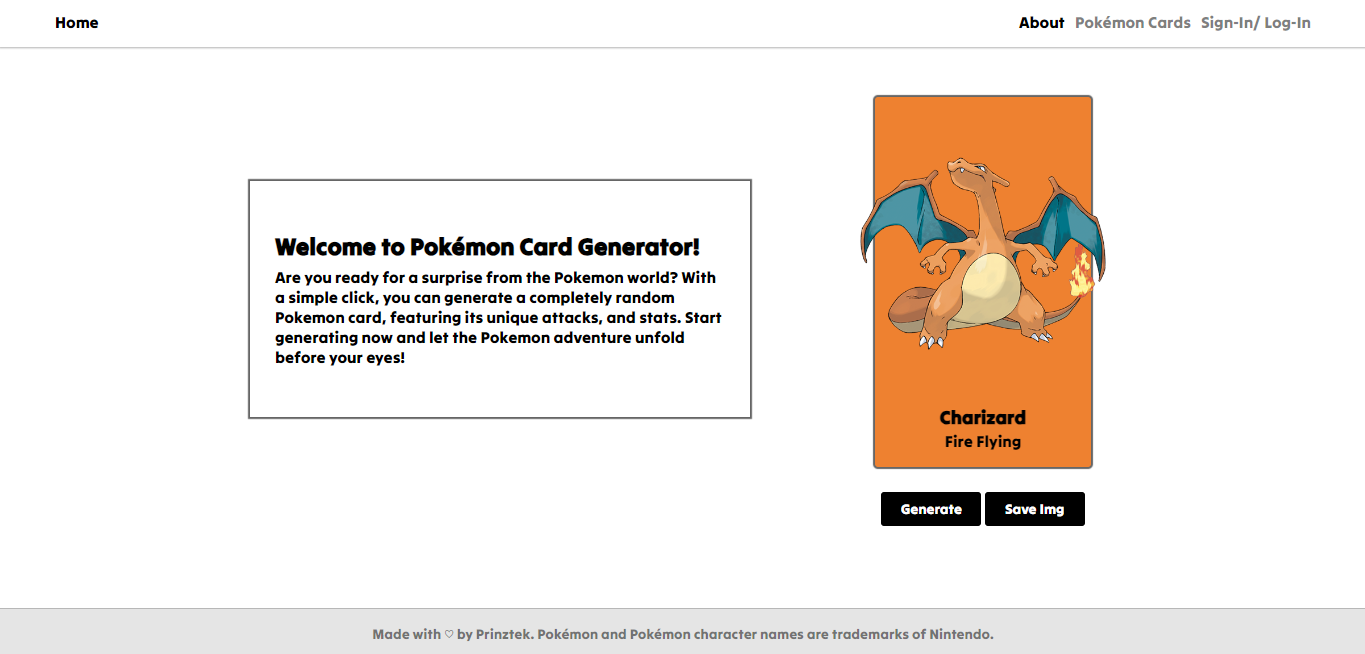 Home
About Pokémon Cards Sign-In/ Log-In
Welcome to Pokémon Card Generator!
Are you ready for a surprise from the Pokemon world? With
a simple click, you can generate a completely random
Pokemon card, featuring its unique attacks, and stats. Start
generating now and let the Pokemon adventure unfold
before your eyes!
Charizard
Fire Flying
Generate Save Img
Made with ♡ by Prinztek. Pokémon and Pokémon character names are trademarks of Nintendo.